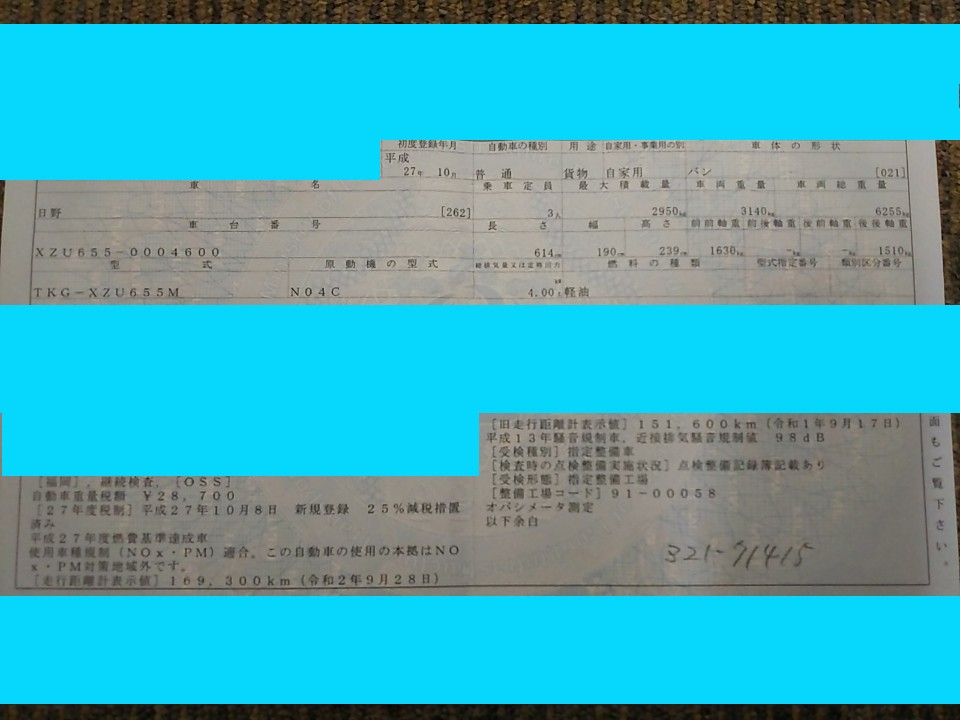 初度登録年月 自動車の種別 用途 自家用・事業用の別 車体の形状
平成
27年 10月 普通 貨物 自家用 バン [021]
車名 乗車定員 最大積載量 車両重量 車両総重量
日野 [262] 3人 2950kg 3140kg 6255kg
車台番号 長さ 幅 高さ 前前軸重 前後軸重 後前軸重 後後軸重
XZU655-0004600 614cm 190cm 239cm 1630kg -kg -kg 1510kg
型式 原動機の型式 総排気量又は定格出力 燃料の種類 型式指定番号 類別区分番号
kW
TKG-XZU655M N04C 4.00L 軽油
[福岡],継続検査,[OSS]
自動車重量税額 ¥28,700
[27年度税制]平成27年10月8日 新規登録 25%減税措置
済み
平成27年度燃費基準達成車
使用車種規制(NOx・PM)適合。この自動車の使用の本拠はNO
x・PM対策地域外です。
[走行距離計表示値]169,300km(令和2年9月28日)
[旧走行距離計表示値]151,600km(令和1年9月17日)
平成13年騒音規制車、近接排気騒音規制値 98dB
[受検種別]指定整備車
[検査時の点検整備実施状況]点検整備記録簿記載あり
[受検形態]指定整備工場
[整備工場コード]91-00058
オパシメータ測定
以下余白
321-91415
面もご覧下さい。